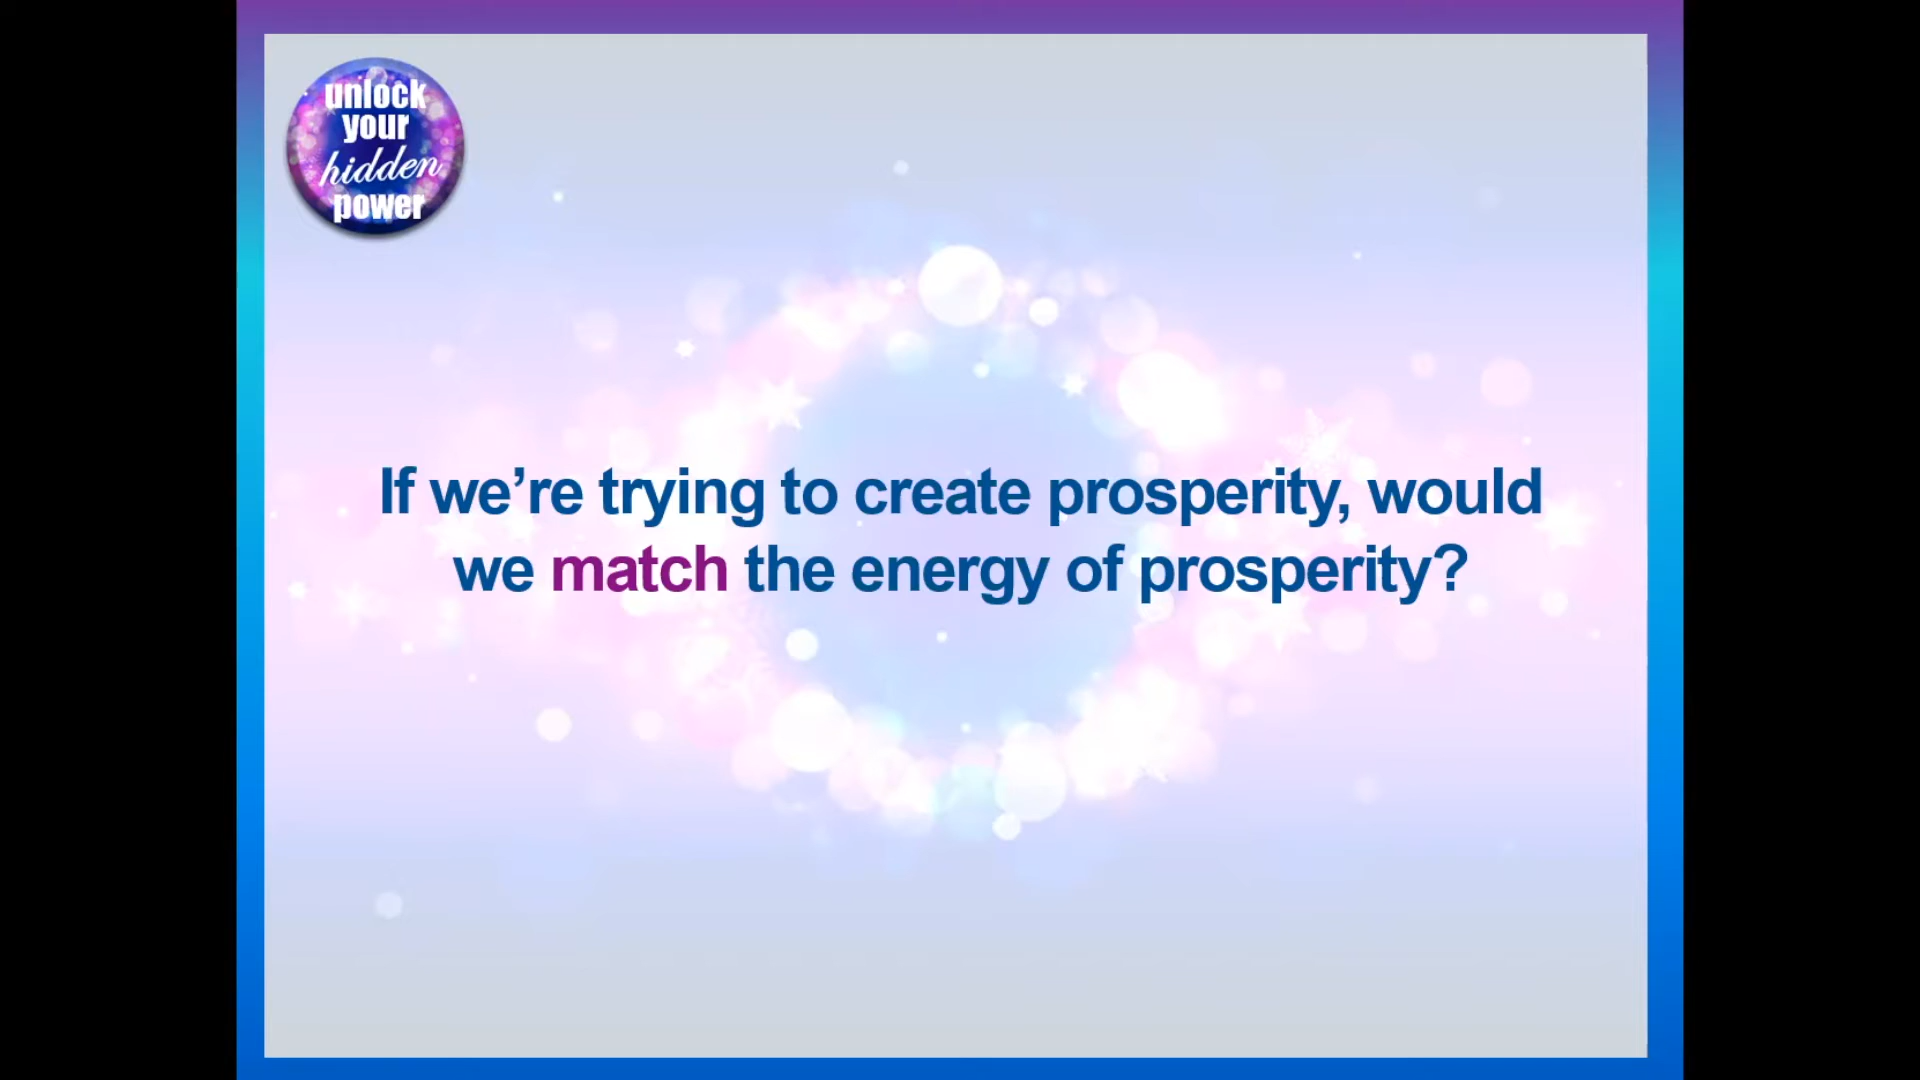 unlock
your
hidden
power
If we’re trying to create prosperity, would
we match the energy of prosperity?